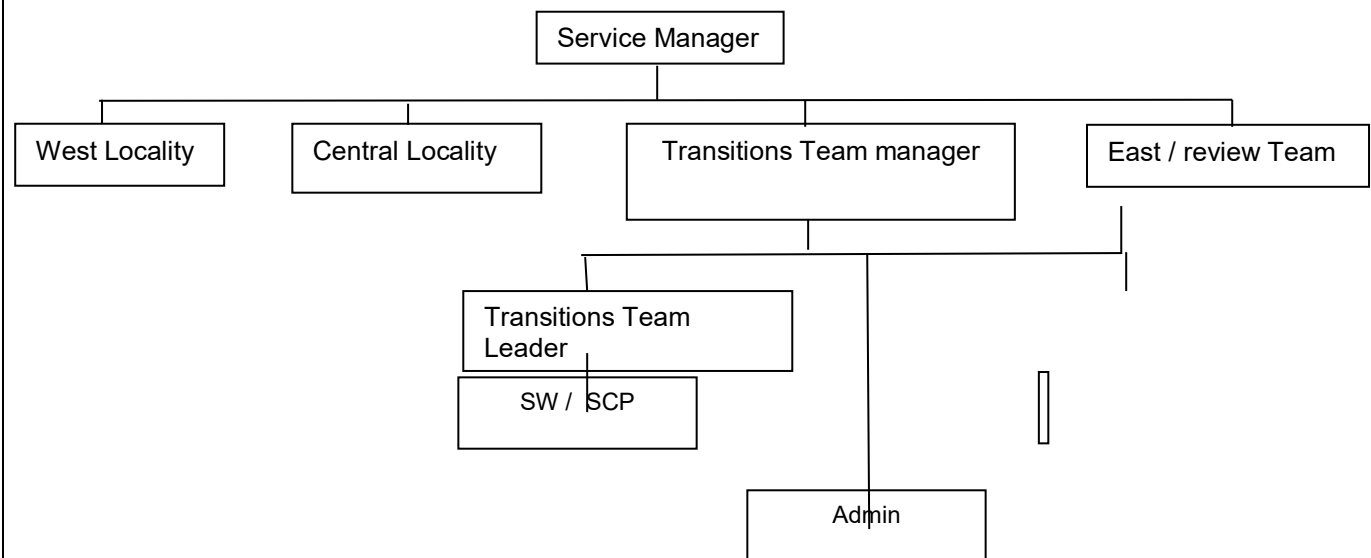 Service Manager
West Locality
Central Locality
Transitions Team manager
East / review Team
Transitions Team
Leader
SW / SCP
Admin